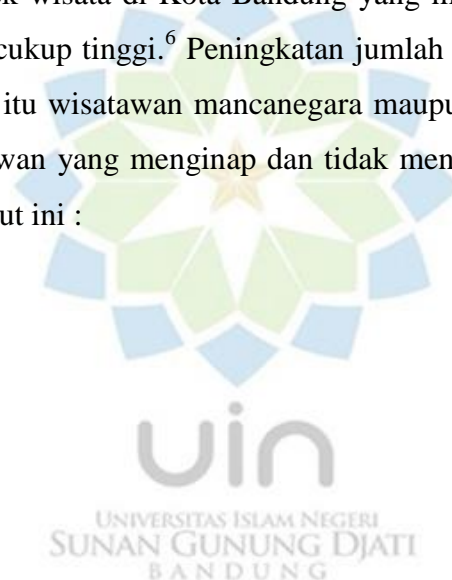 k wisata di Kota Bandung yang
cukup tinggi.⁶ Peningkatan jumlah
itu wisatawan mancanegara maupu
wan yang menginap dan tidak men
ut ini :
uin
UNIVERSITAS ISLAM NEGERI
SUNAN GUNUNG DJATI
BANDUNG